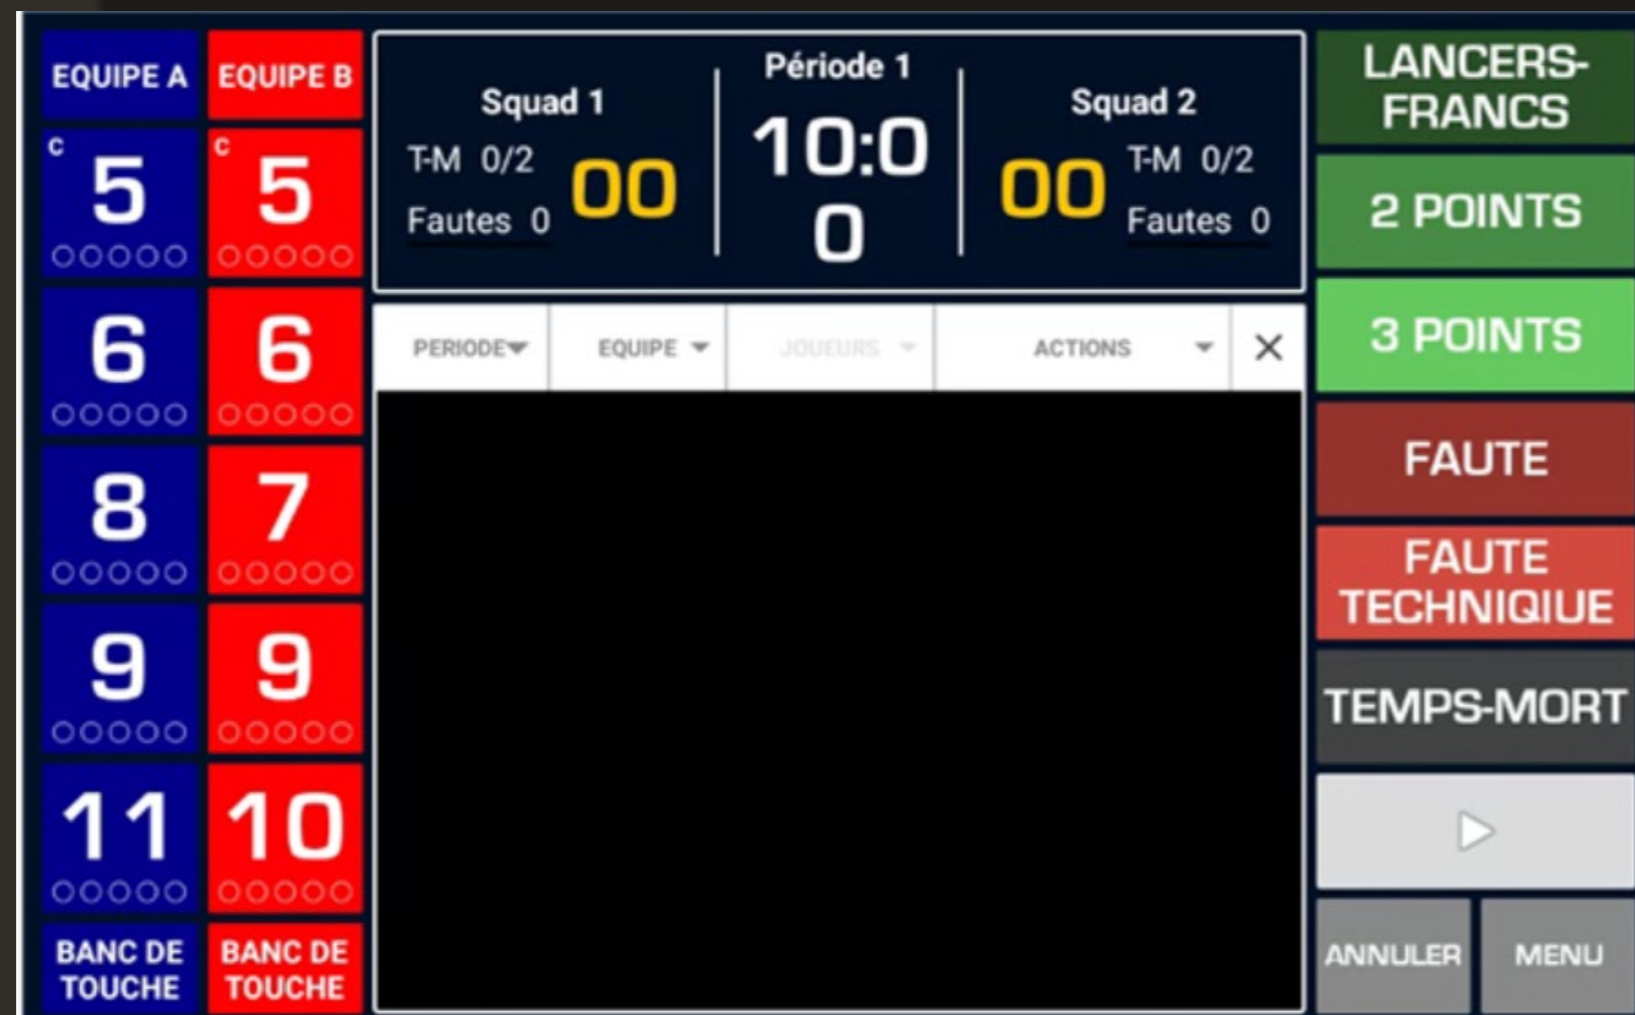 EQUIPE A
EQUIPE B
C
5
C
5
6
6
8
7
9
9
11
10
BANC DE
TOUCHE
BANC DE
TOUCHE
Squad 1
T-M 0/2
Fautes 0
00
Période 1
10:0
0
Squad 2
00
T-M 0/2
Fautes 0
PERIODE
EQUIPE
JOUEURS
ACTIONS
LANCERS-
FRANCS
2 POINTS
3 POINTS
FAUTE
FAUTE
TECHNIQIUE
TEMPS-MORT
ANNULER
MENU